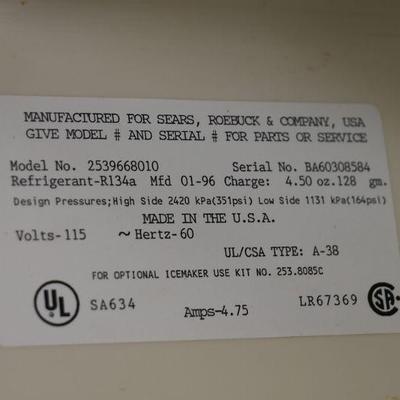 MANUFACTURED FOR SEARS, ROEBUCK & COMPANY, USA
GIVE MODEL # AND SERIAL # FOR PARTS OR SERVICE
Model No. 2539668010 Serial No. BA60308584
Refrigerant-R134a Mfd 01-96 Charge: 4.50 oz.128 gm.
Design Pressures;High Side 2420 kPa(351psi) Low Side 1131 kPa(164psi)
MADE IN THE U.S.A.
Volts-115 ~Hertz-60
UL/CSA TYPE: A-38
FOR OPTIONAL ICEMAKER USE KIT NO. 253.8085C
UL SA634 Amps-4.75 LR67369 SA